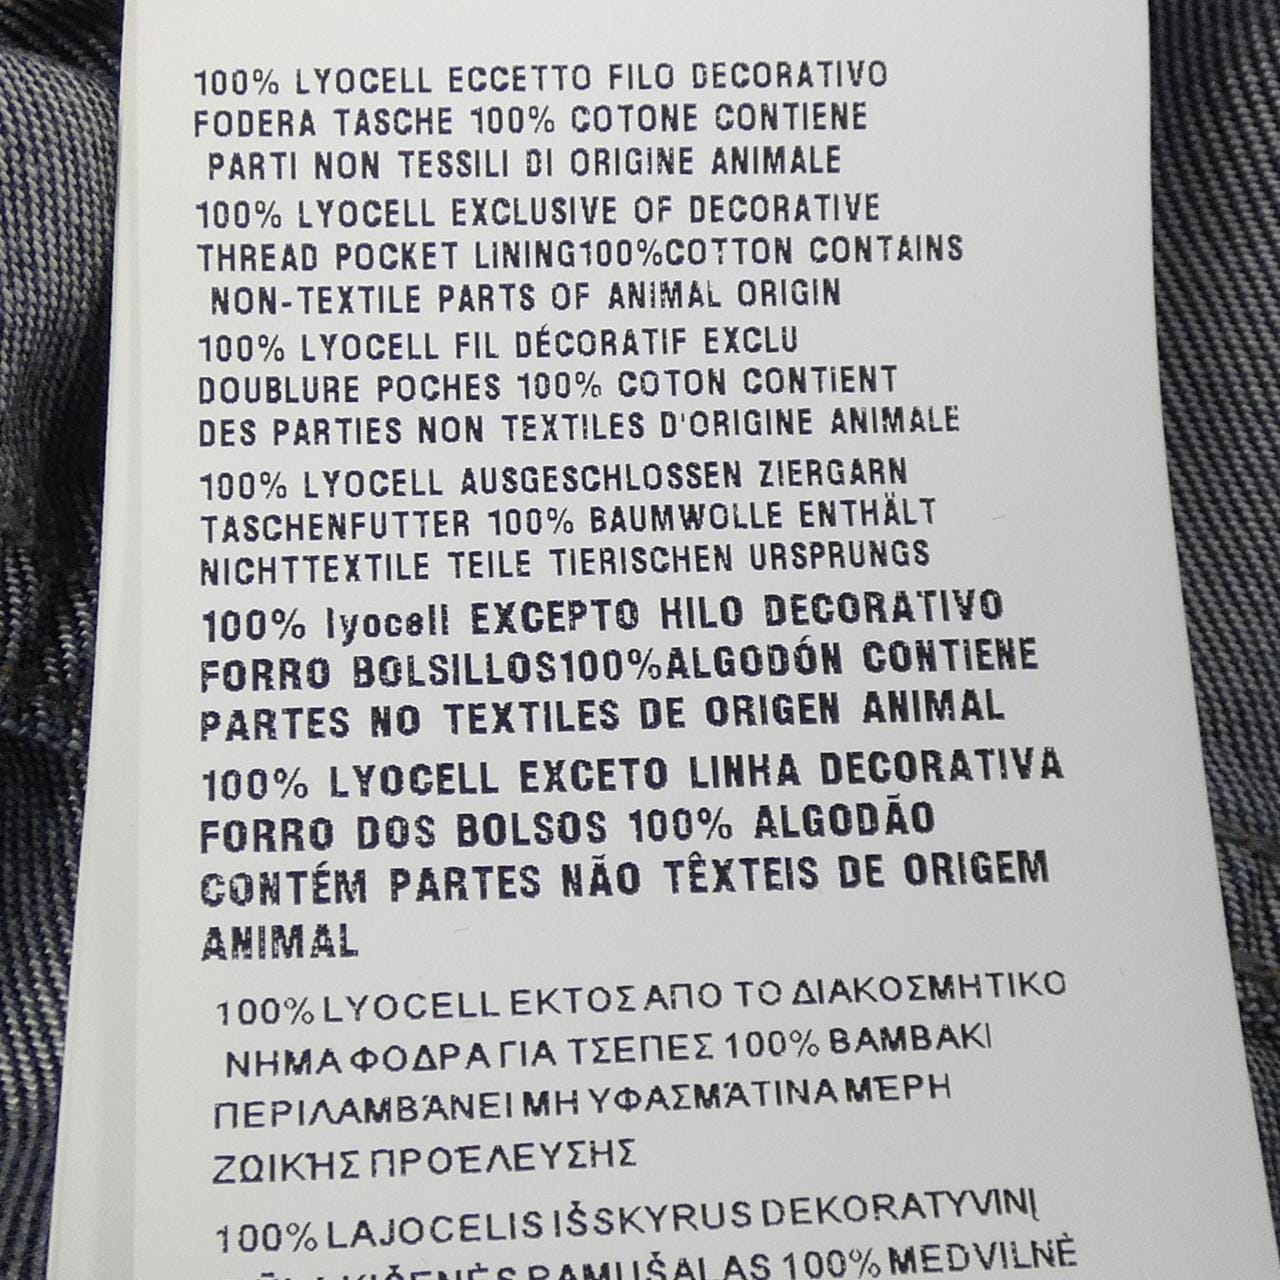 100% LYOCELL ECCETTO FILO DECORATIVO
FODERA TASCHE 100% COTONE CONTIENE
PARTI NON TESSILI DI ORIGINE ANIMALE
100% LYOCELL EXCLUSIVE OF DECORATIVE
THREAD POCKET LINING100%COTTON CONTAINS
NON-TEXTILE PARTS OF ANIMAL ORIGIN
100% LYOCELL FIL DÉCORATIF EXCLU
DOUBLURE POCHES 100% COTON CONTIENT
DES PARTIES NON TEXTILES D'ORIGINE ANIMALE
100% LYOCELL AUSGESCHLOSSEN ZIERGARN
TASCHENFUTTER 100% BAUMWOLLE ENTHÄLT
NICHTTEXTILE TEILE TIERISCHEN URSPRUNGS
100% lyocell EXCEPTO HILO DECORATIVO
FORRO BOLSILLOS100%ALGODÓN CONTIENE
PARTES NO TEXTILES DE ORIGEN ANIMAL
100% LYOCELL EXCETO LINHA DECORATIVA
FORRO DOS BOLSOS 100% ALGODÃO
CONTÉM PARTES NÃO TÊXTEIS DE ORIGEM
ANIMAL
100% LYOCELL ΕΚΤΟΣ ΑΠΟ ΤΟ ΔΙΑΚΟΣΜΗΤΙΚΟ
ΝΗΜΑ ΦΟΔΡΑ ΓΙΑ ΤΣΕΠΕΣ 100% ΒΑΜΒΑΚΙ
ΠΕΡΙΛΑΜΒΆΝΕΙ ΜΗ ΥΦΑΣΜΆΤΙΝΑ ΜΈΡΗ
ΖΩΙΚΉΣ ΠΡΟΈΛΕΥΣΗΣ
100% LAJOCELIS IŠSKYRUS DEKORATYVINĮ
KIŠENĖS PAMUŠALAS 100% MEDVILNĖ